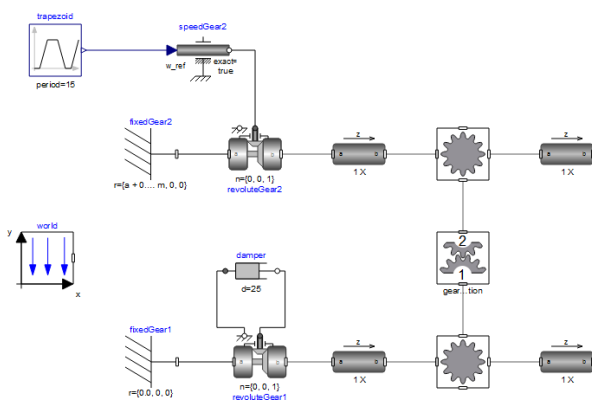 trapezoid
period=15
speedGear2
w_ref
exact=
true
fixedGear2
r={a + 0.... m, 0, 0}
a
b
n={0, 0, 1}
revoluteGear2
z
a
b
1 X
z
a
b
1 X
world
y
x
2
1
gear...tion
damper
d=25
fixedGear1
r={0.0, 0, 0}
a
b
n={0, 0, 1}
revoluteGear1
z
a
b
1 X
z
a
b
1 X